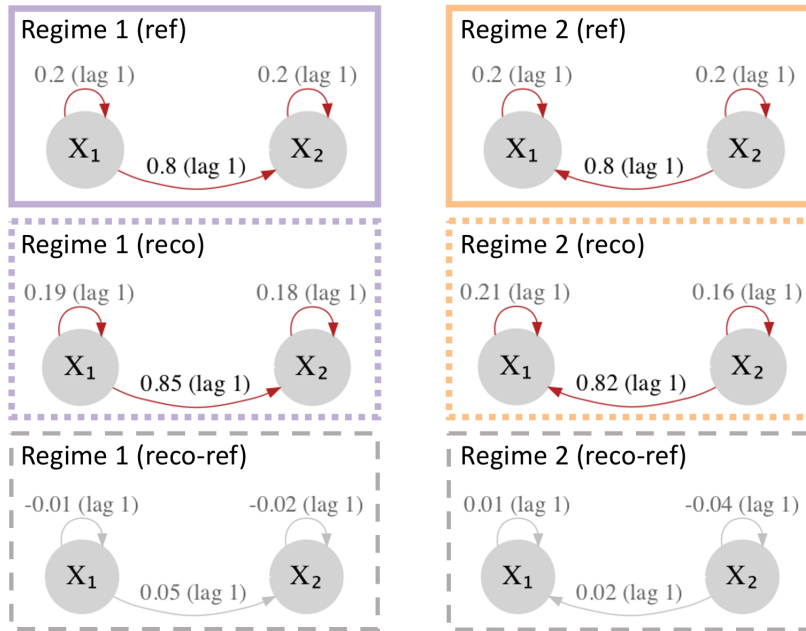 Regime 1 (ref)
0.2 (lag 1)
0.2 (lag 1)
X1
X2
0.8 (lag 1)
Regime 2 (ref)
0.2 (lag 1)
0.2 (lag 1)
X1
X2
0.8 (lag 1)
Regime 1 (reco)
0.19 (lag 1)
0.18 (lag 1)
X1
X2
0.85 (lag 1)
Regime 2 (reco)
0.21 (lag 1)
0.16 (lag 1)
X1
X2
0.82 (lag 1)
Regime 1 (reco-ref)
-0.01 (lag 1)
-0.02 (lag 1)
X1
X2
0.05 (lag 1)
Regime 2 (reco-ref)
0.01 (lag 1)
-0.04 (lag 1)
X1
X2
0.02 (lag 1)